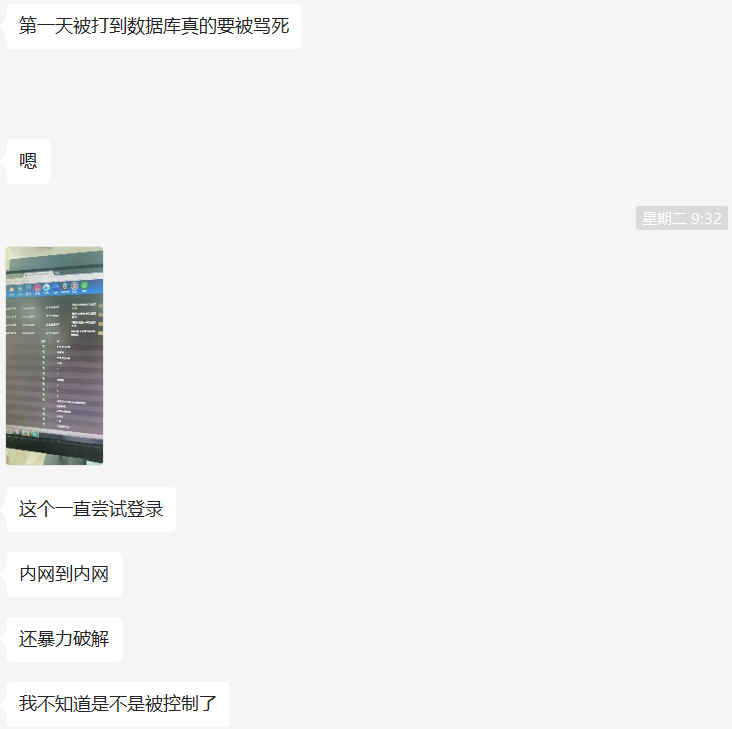 第一天被打到数据库真的要被骂死
嗯
星期二 9:32
这个一直尝试登录
内网到内网
还暴力破解
我不知道是不是被控制了